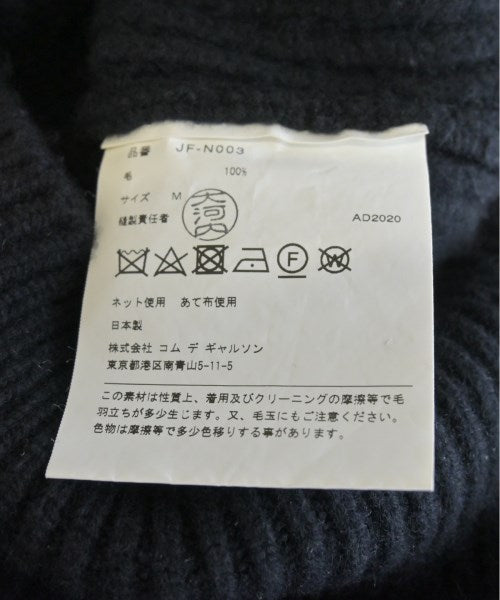 品番 JF-N003
毛 100%
サイズ M
縫製責任者 大河内 AD2020
F W
ネット使用 あて布使用
日本製
株式会社 コム デ ギャルソン
東京都港区南青山5-11-5
この素材は性質上、着用及びクリーニングの摩擦等で毛
羽立ちが多少生じます。又、毛玉にもご注意ください。
色物は摩擦等で多少色移りする事があります。